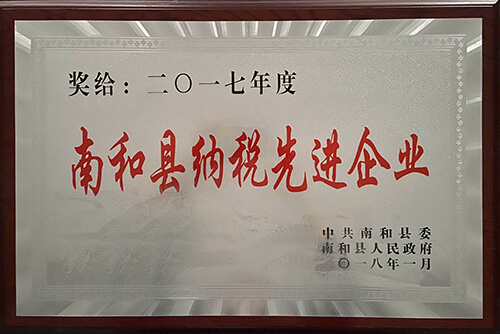 奖给：二〇一七年度
南和县纳税先进企业
中共南和县委
南和县人民政府
〇一八年一月